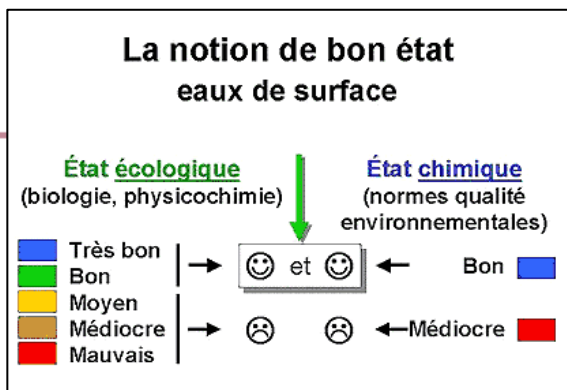 La notion de bon état
eaux de surface
État écologique
(biologie, physicochimie)
État chimique
(normes qualité
environnementales)
Très bon
Bon
Moyen
Médiocre
Mauvais
et
Bon
Médiocre